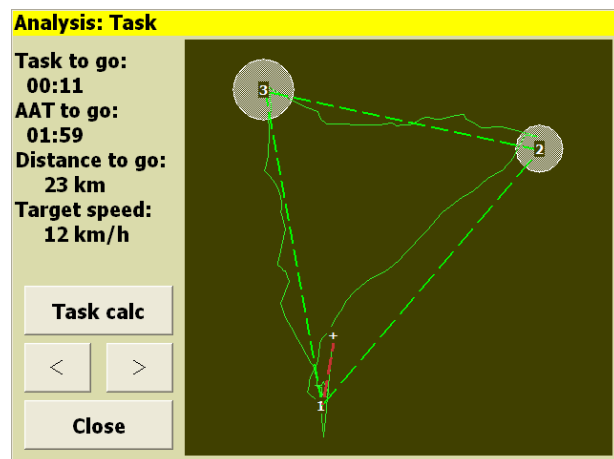 Analysis: Task
Task to go:
00:11
AAT to go:
01:59
Distance to go:
23 km
Target speed:
12 km/h
Task calc
< >
Close
3
2
+
1